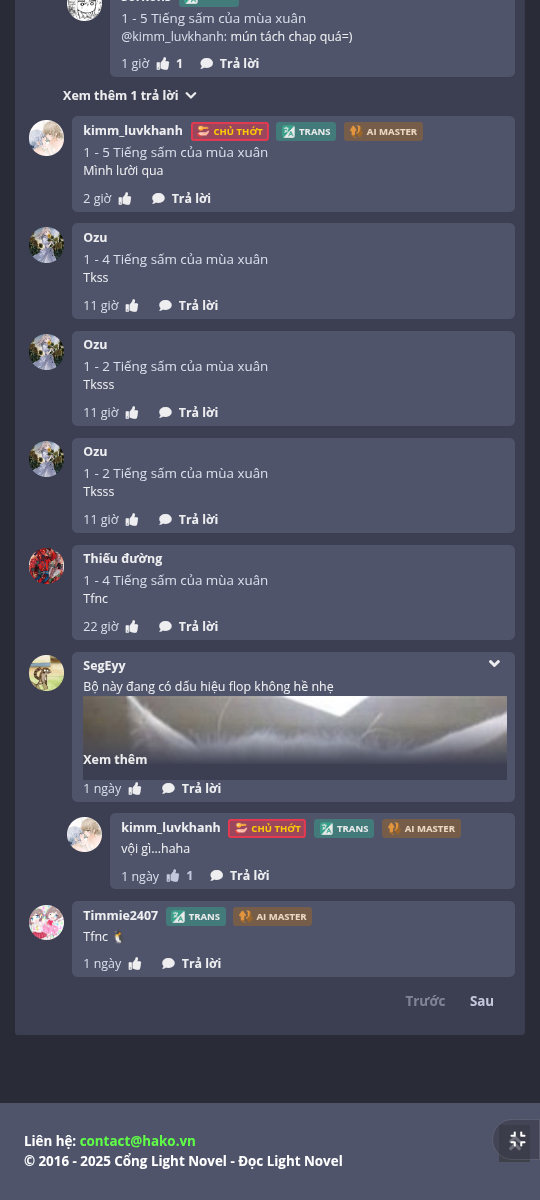 1 - 5 Tiếng sấm của mùa xuân
@kimm_luvkhanh: mún tách chap quá=)
1 giờ 1 Trả lời
Xem thêm 1 trả lời
kimm_luvkhanh CHỦ THỚT TRANS AI MASTER
1 - 5 Tiếng sấm của mùa xuân
Mình lười qua
2 giờ Trả lời
Ozu
1 - 4 Tiếng sấm của mùa xuân
Tkss
11 giờ Trả lời
Ozu
1 - 2 Tiếng sấm của mùa xuân
Tksss
11 giờ Trả lời
Ozu
1 - 2 Tiếng sấm của mùa xuân
Tksss
11 giờ Trả lời
Thiếu đường
1 - 4 Tiếng sấm của mùa xuân
Tfnc
22 giờ Trả lời
SegEyy
Bộ này đang có dấu hiệu flop không hề nhẹ
Xem thêm
1 ngày Trả lời
kimm_luvkhanh CHỦ THỚT TRANS AI MASTER
vội gì...haha
1 ngày 1 Trả lời
Timmie2407 TRANS AI MASTER
Tfnc 🐧
1 ngày Trả lời
Trước Sau
Liên hệ: contact@hako.vn
© 2016 - 2025 Cổng Light Novel - Đọc Light Novel